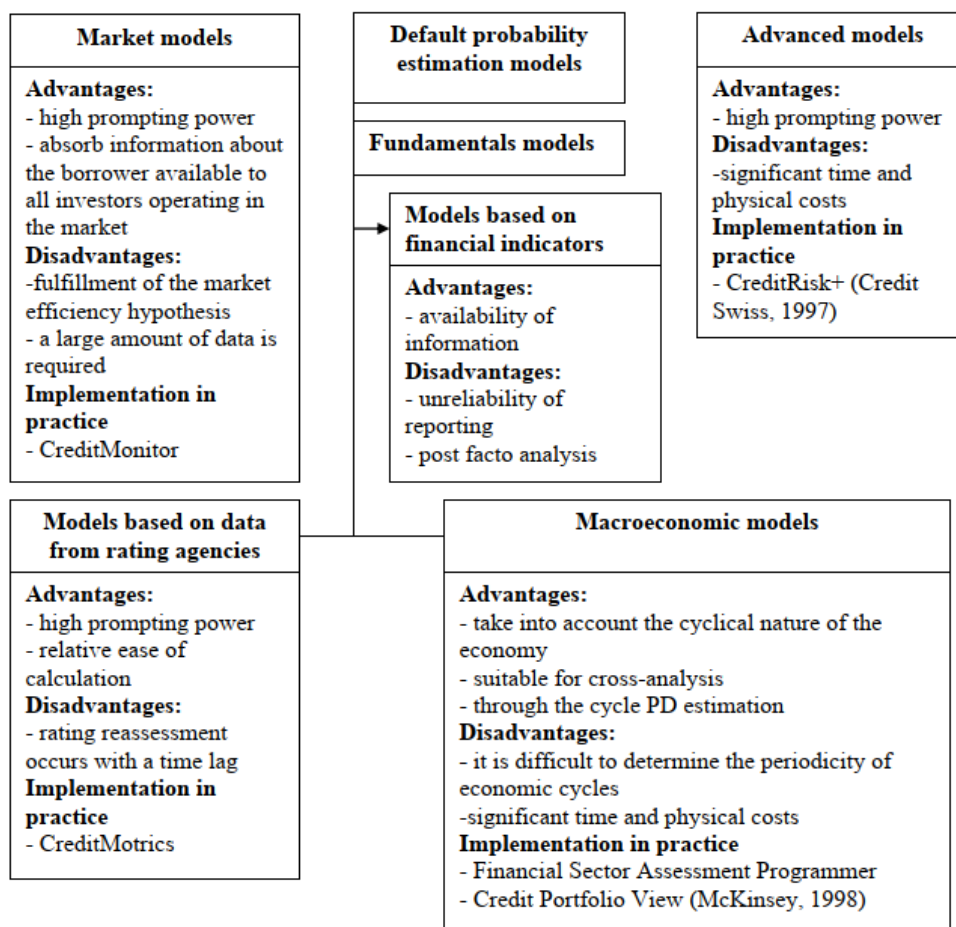 Market models
Advantages:
- high prompting power
- absorb information about
the borrower available to
all investors operating in
the market
Disadvantages:
-fulfillment of the market
efficiency hypothesis
- a large amount of data is
required
Implementation in
practice
- CreditMonitor
Default probability
estimation models
Fundamentals models
Models based on
financial indicators
Advantages:
- availability of
information
Disadvantages:
- unreliability of
reporting
- post facto analysis
Advanced models
Advantages:
- high prompting power
Disadvantages:
-significant time and
physical costs
Implementation in
practice
- CreditRisk+ (Credit
Swiss, 1997)
Models based on data
from rating agencies
Advantages:
- high prompting power
- relative ease of
calculation
Disadvantages:
- rating reassessment
occurs with a time lag
Implementation in
practice
- CreditMotrics
Macroeconomic models
Advantages:
- take into account the cyclical nature of the
economy
- suitable for cross-analysis
- through the cycle PD estimation
Disadvantages:
- it is difficult to determine the periodicity of
economic cycles
-significant time and physical costs
Implementation in practice
- Financial Sector Assessment Programmer
- Credit Portfolio View (McKinsey, 1998)